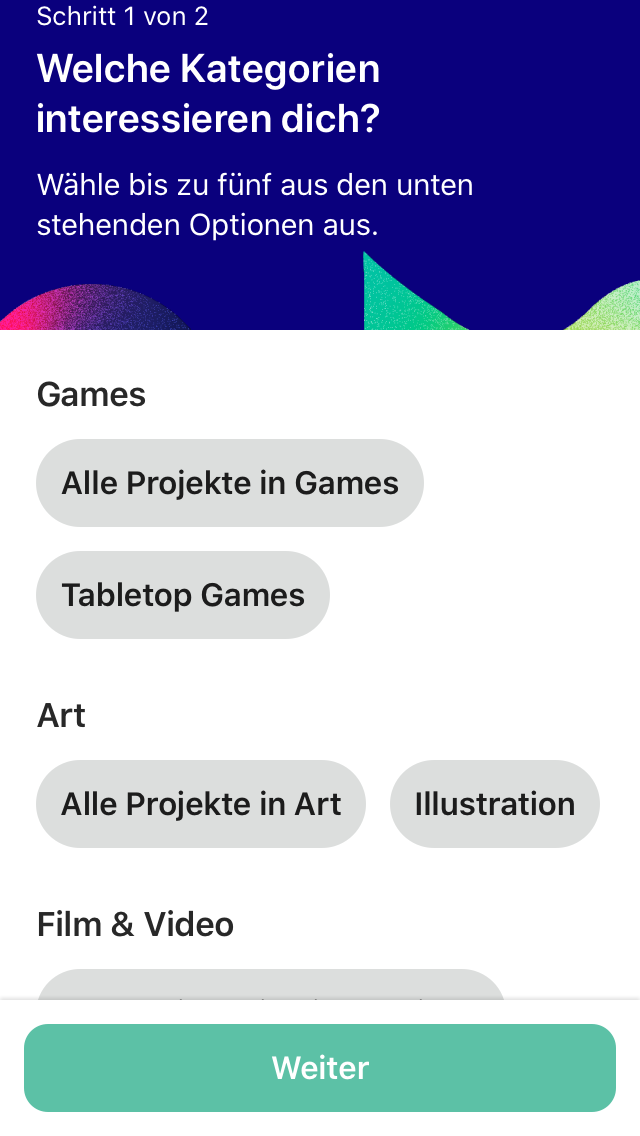 Schritt 1 von 2
Welche Kategorien
interessieren dich?
Wähle bis zu fünf aus den unten
stehenden Optionen aus.
Games
Alle Projekte in Games
Tabletop Games
Art
Alle Projekte in Art
Illustration
Film & Video
Weiter